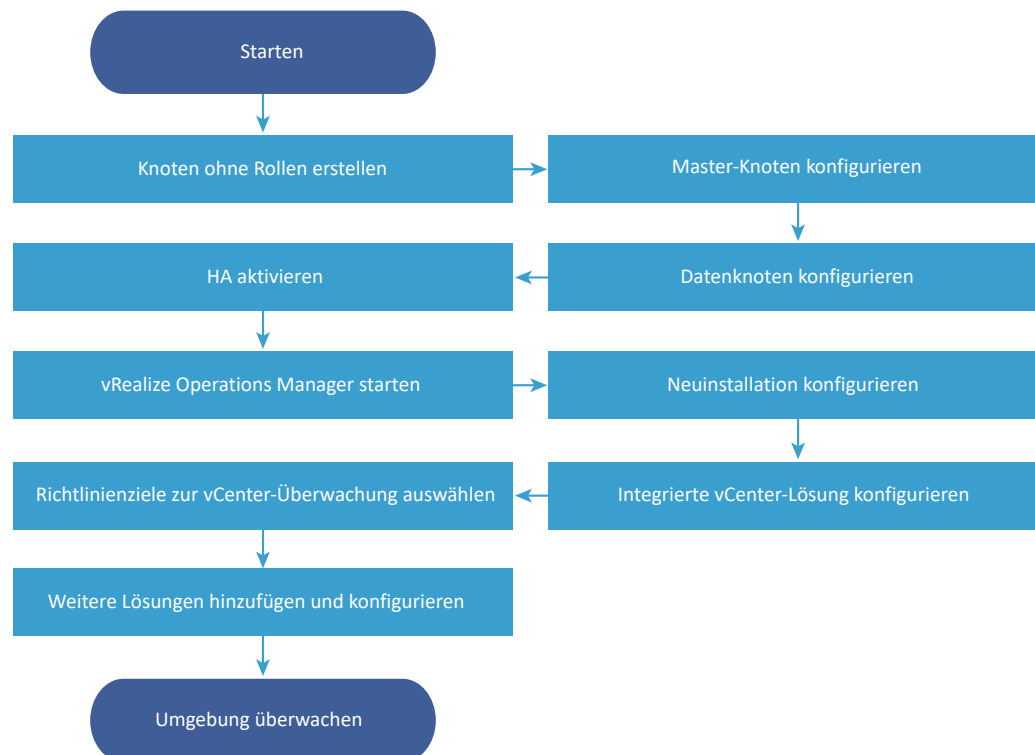 Starten
Knoten ohne Rollen erstellen
Master-Knoten konfigurieren
Datenknoten konfigurieren
HA aktivieren
vRealize Operations Manager starten
Neuinstallation konfigurieren
Integrierte vCenter-Lösung konfigurieren
Richtlinienziele zur vCenter-Überwachung auswählen
Weitere Lösungen hinzufügen und konfigurieren
Umgebung überwachen